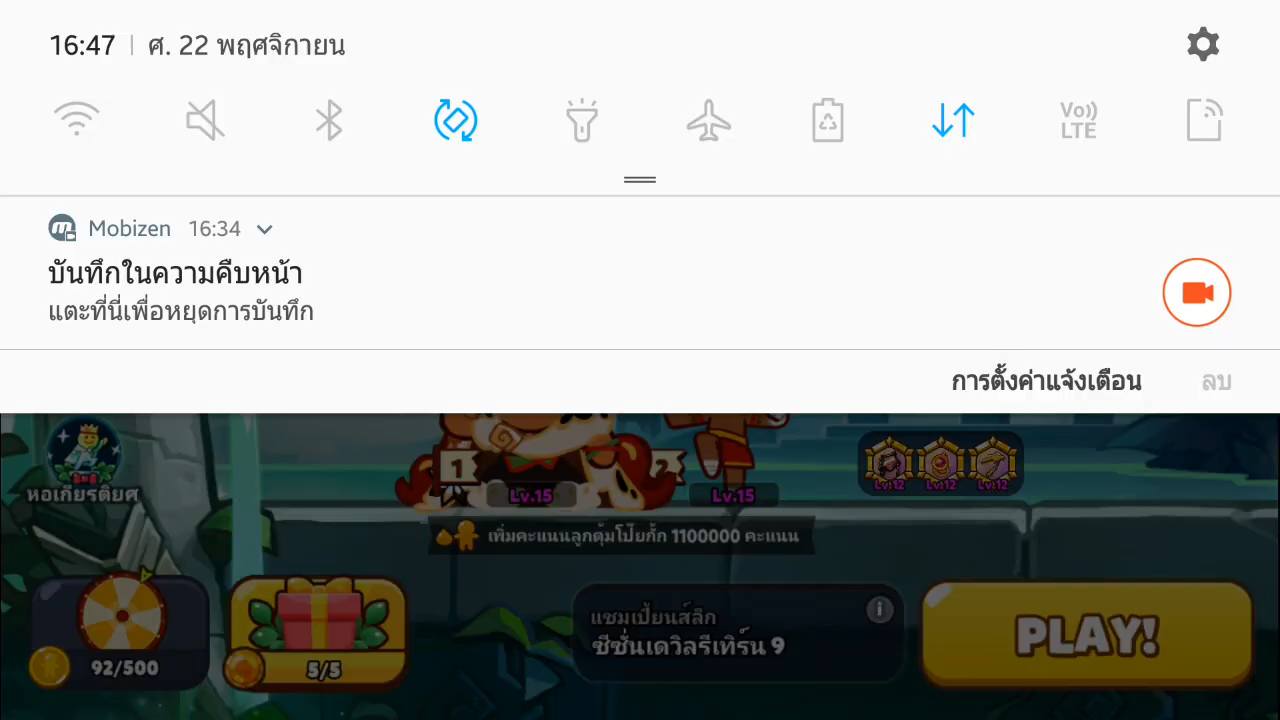 16:47 | ศ. 22 พฤศจิกายน
Vo)) LTE
Mobizen 16:34
บันทึกในความคืบหน้า
แตะที่นี่เพื่อหยุดการบันทึก
การตั้งค่าแจ้งเตือน ลบ
หอเกียรติยศ
1 2
Lv.15 Lv.15
Lv.12 Lv.12 Lv.12
เพิ่มคะแนนลูกตุ้มโป๊ยกั้ก 1100000 คะแนน
92/500
5/5
แชมเปี้ยนส์ลีก
ซีซั่นเดวิลรีเทิร์น 9
PLAY!